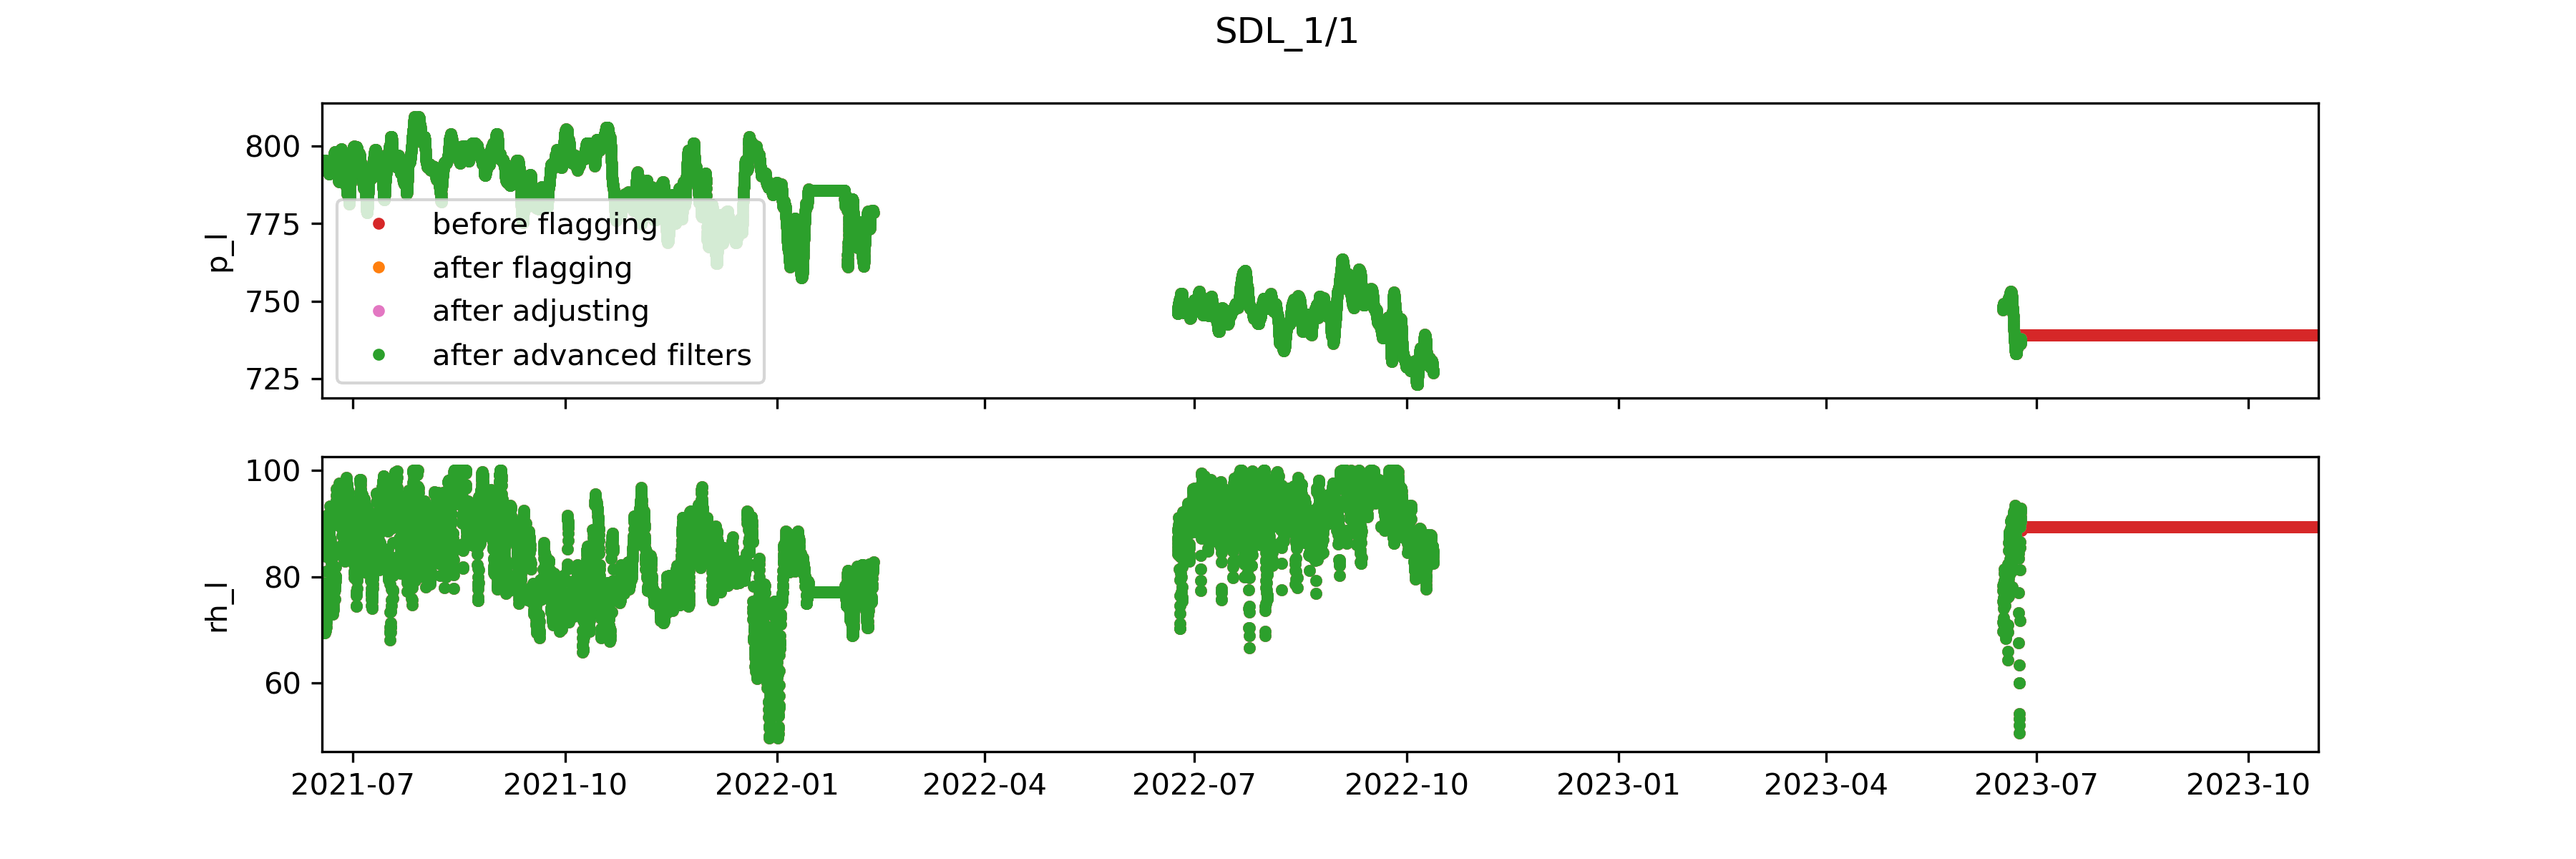 SDL_1/1
800
775
750
725
p_l
before flagging
after flagging
after adjusting
after advanced filters
100
80
60
rh_l
2021-07 2021-10 2022-01 2022-04 2022-07 2022-10 2023-01 2023-04 2023-07 2023-10